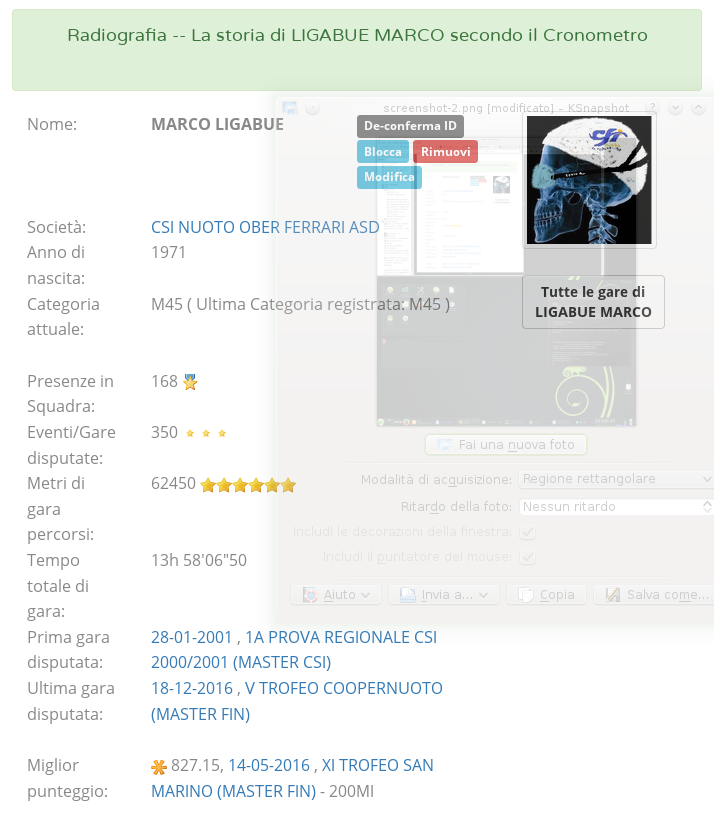 Radiografia -- La storia di LIGABUE MARCO secondo il Cronometro
screenshot-2.png [modificato] – KSnapshot
Nome: MARCO LIGABUE
De-conferma ID
Blocca Rimuovi
Modifica
CSI
Società: CSI NUOTO OBER FERRARI ASD
Anno di nascita: 1971
Categoria attuale: M45 ( Ultima Categoria registrata: M45 )
Tutte le gare di
LIGABUE MARCO
Presenze in Squadra: 168
Eventi/Gare disputate: 350
Metri di gara percorsi: 62450
Tempo totale di gara: 13h 58'06"50
Fai una nuova foto
Modalità di acquisizione: Regione rettangolare
Ritardo della foto: Nessun ritardo
Includi le decorazioni della finestra:
Includi il puntatore del mouse:
Aiuto Invia a... Copia Salva come...
Prima gara disputata: 28-01-2001 , 1A PROVA REGIONALE CSI
2000/2001 (MASTER CSI)
Ultima gara disputata: 18-12-2016 , V TROFEO COOPERNUOTO
(MASTER FIN)
Miglior punteggio: 827.15, 14-05-2016 , XI TROFEO SAN
MARINO (MASTER FIN) - 200MI